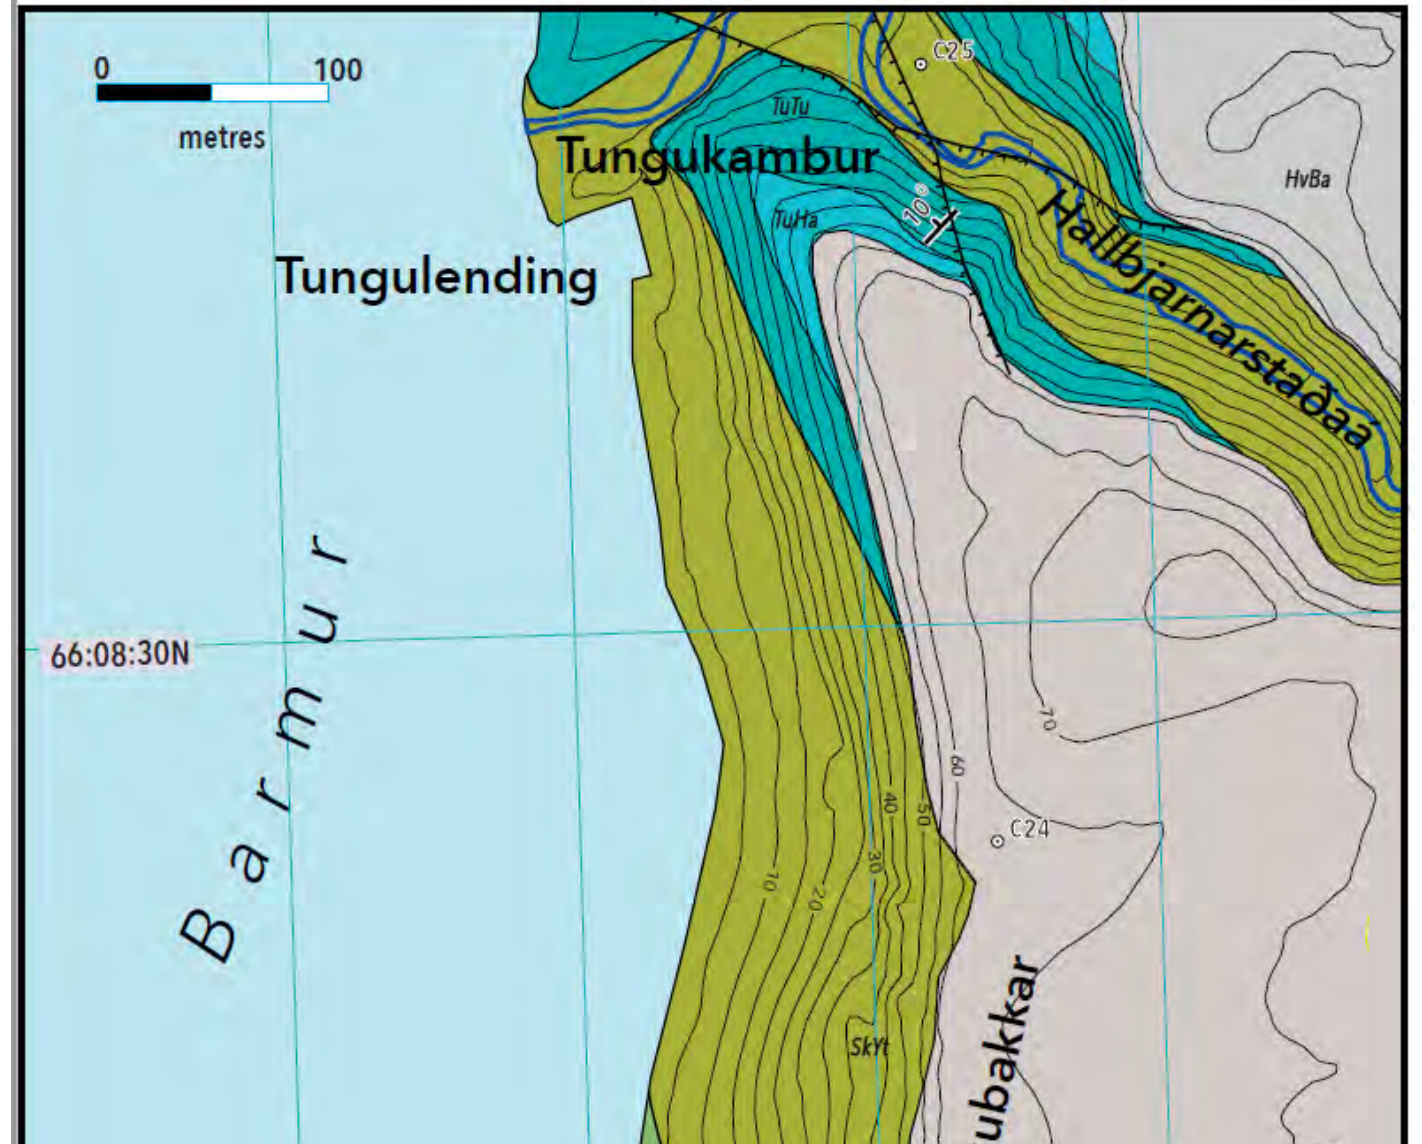 0 100
metres
C25
TuTu
Tungukambur
HvBa
10°
TuHa
Hallbjarnarstaðaá
Tungulending
66:08:30N
Barmur
70
60
40
50
C24
30
10
20
ubakkar
SkYt